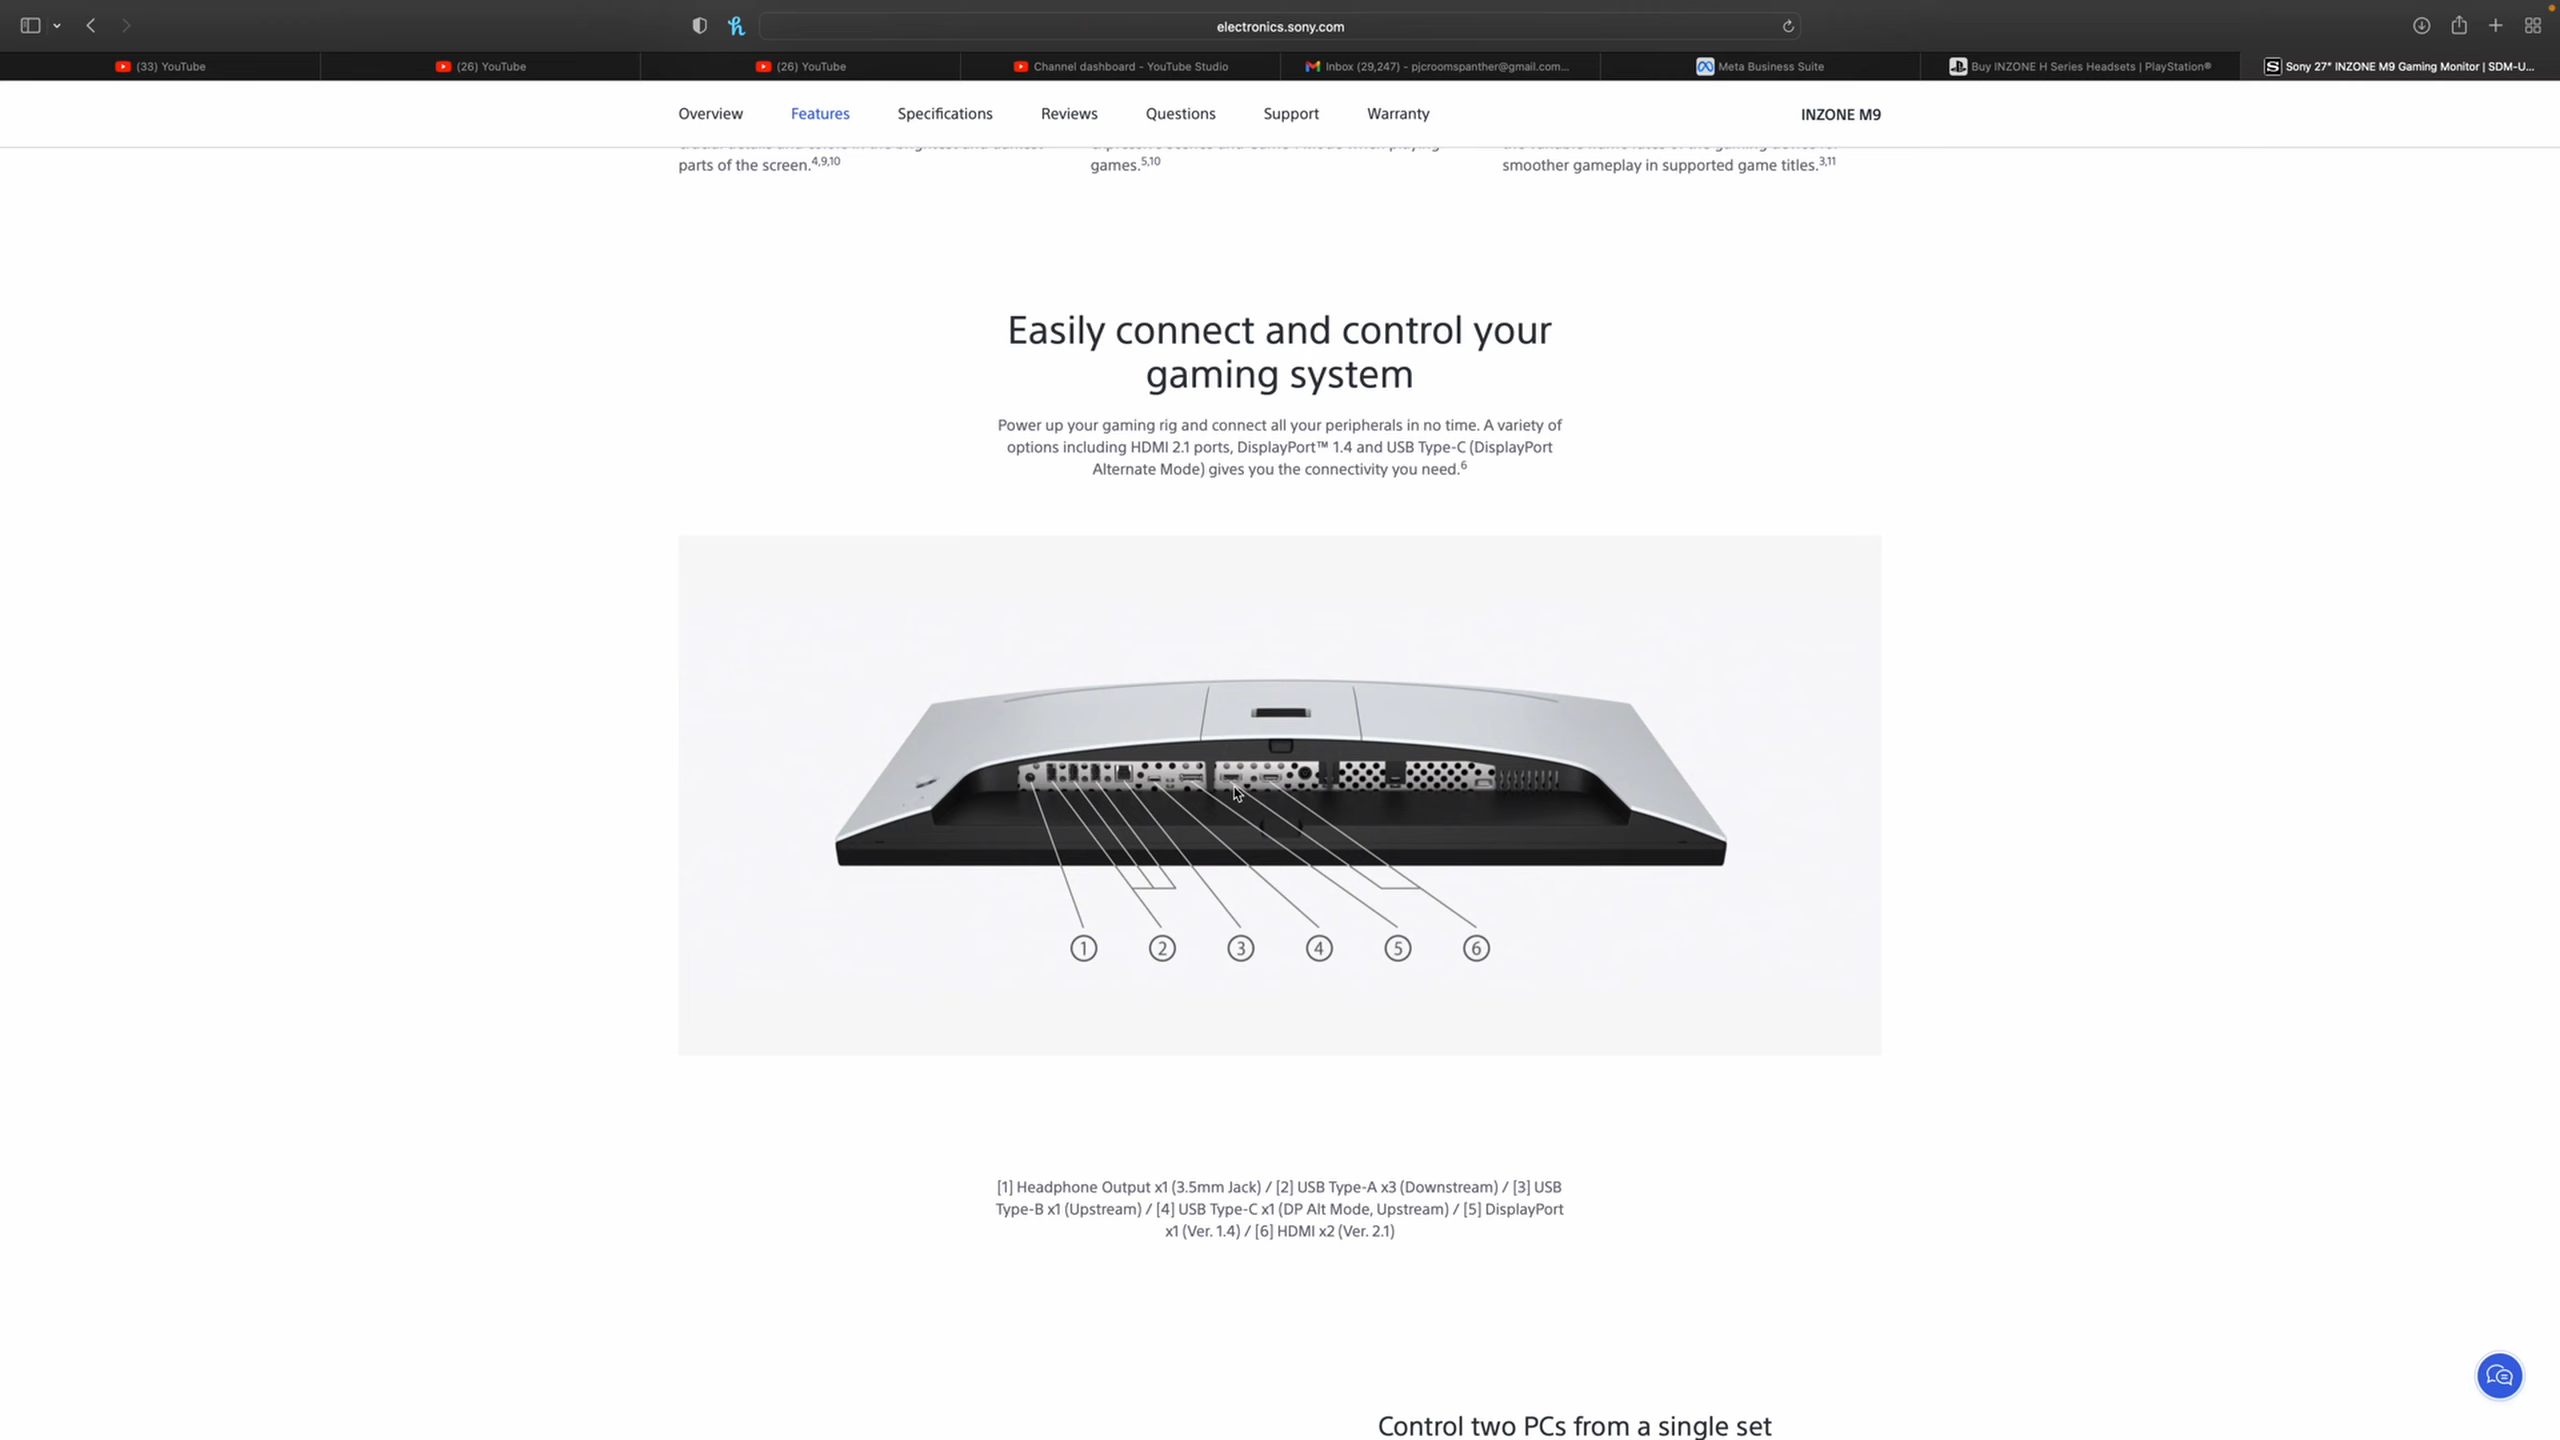 electronics.sony.com
(33) YouTube
(26) YouTube
(26) YouTube
Channel dashboard - YouTube Studio
Inbox (29,247) - pjcroomspanther@gmail.com...
Meta Business Suite
Buy INZONE H Series Headsets | PlayStation®
Sony 27" INZONE M9 Gaming Monitor | SDM-U...
Overview
Features
Specifications
Reviews
Questions
Support
Warranty
INZONE M9
parts of the screen.4,9,10
games.5,10
smoother gameplay in supported game titles.3,11
Easily connect and control your
gaming system
Power up your gaming rig and connect all your peripherals in no time. A variety of
options including HDMI 2.1 ports, DisplayPort™ 1.4 and USB Type-C (DisplayPort
Alternate Mode) gives you the connectivity you need.6
1 2 3 4 5 6
[1] Headphone Output x1 (3.5mm Jack) / [2] USB Type-A x3 (Downstream) / [3] USB
Type-B x1 (Upstream) / [4] USB Type-C x1 (DP Alt Mode, Upstream) / [5] DisplayPort
x1 (Ver. 1.4) / [6] HDMI x2 (Ver. 2.1)
Control two PCs from a single set